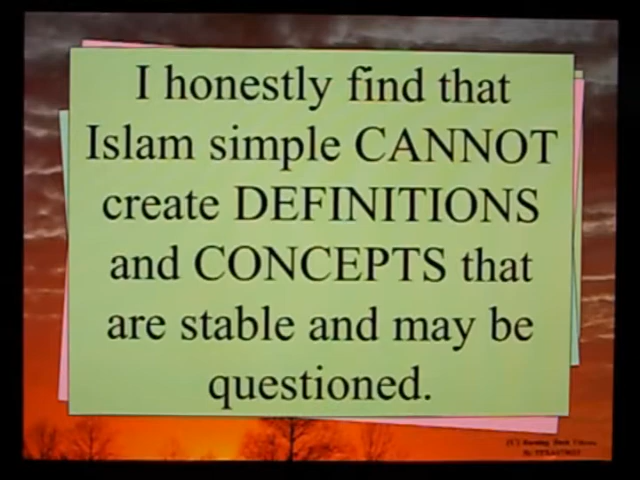 I honestly find that
Islam simple CANNOT
create DEFINITIONS
and CONCEPTS that
are stable and may be
questioned.